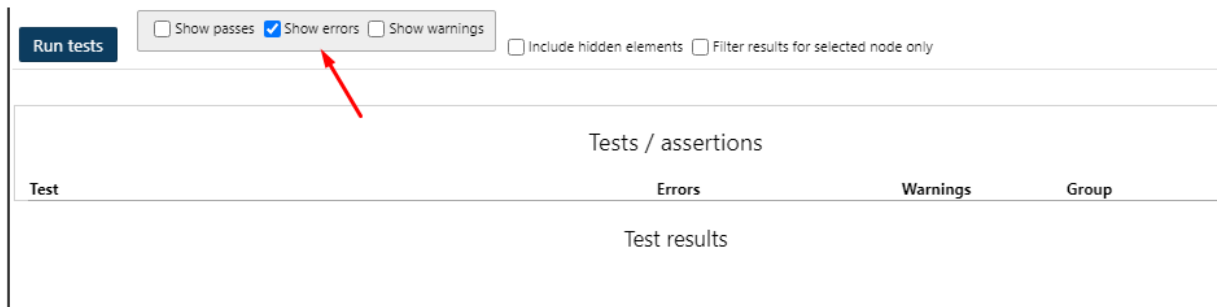 Run tests
Show passes Show errors Show warnings
Include hidden elements Filter results for selected node only
Tests / assertions
Test Errors Warnings Group
Test results